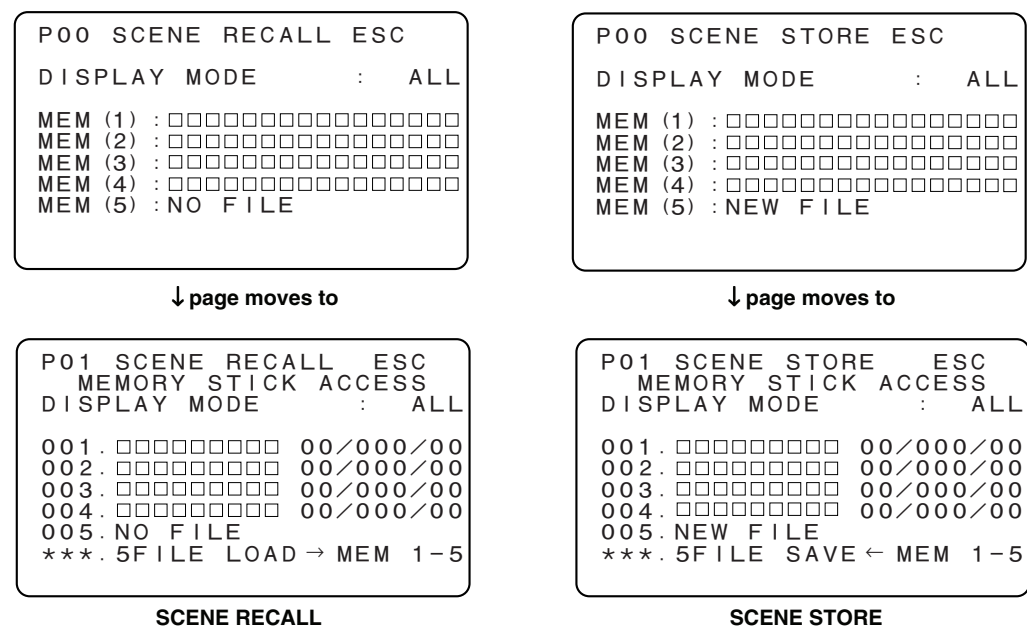 P00 SCENE RECALL ESC
DISPLAY MODE : ALL
MEM (1) : □□□□□□□□□□□□□□□□
MEM (2) : □□□□□□□□□□□□□□□□
MEM (3) : □□□□□□□□□□□□□□□□
MEM (4) : □□□□□□□□□□□□□□□□
MEM (5) : NO FILE
↓ page moves to
P01 SCENE RECALL ESC
MEMORY STICK ACCESS
DISPLAY MODE : ALL
001. □□□□□□□□□ 00/000/00
002. □□□□□□□□□ 00/000/00
003. □□□□□□□□□ 00/000/00
004. □□□□□□□□□ 00/000/00
005. NO FILE
***. 5FILE LOAD → MEM 1-5
SCENE RECALL
P00 SCENE STORE ESC
DISPLAY MODE : ALL
MEM (1) : □□□□□□□□□□□□□□□□
MEM (2) : □□□□□□□□□□□□□□□□
MEM (3) : □□□□□□□□□□□□□□□□
MEM (4) : □□□□□□□□□□□□□□□□
MEM (5) : NEW FILE
↓ page moves to
P01 SCENE STORE ESC
MEMORY STICK ACCESS
DISPLAY MODE : ALL
001. □□□□□□□□□ 00/000/00
002. □□□□□□□□□ 00/000/00
003. □□□□□□□□□ 00/000/00
004. □□□□□□□□□ 00/000/00
005. NEW FILE
***. 5FILE SAVE ← MEM 1-5
SCENE STORE